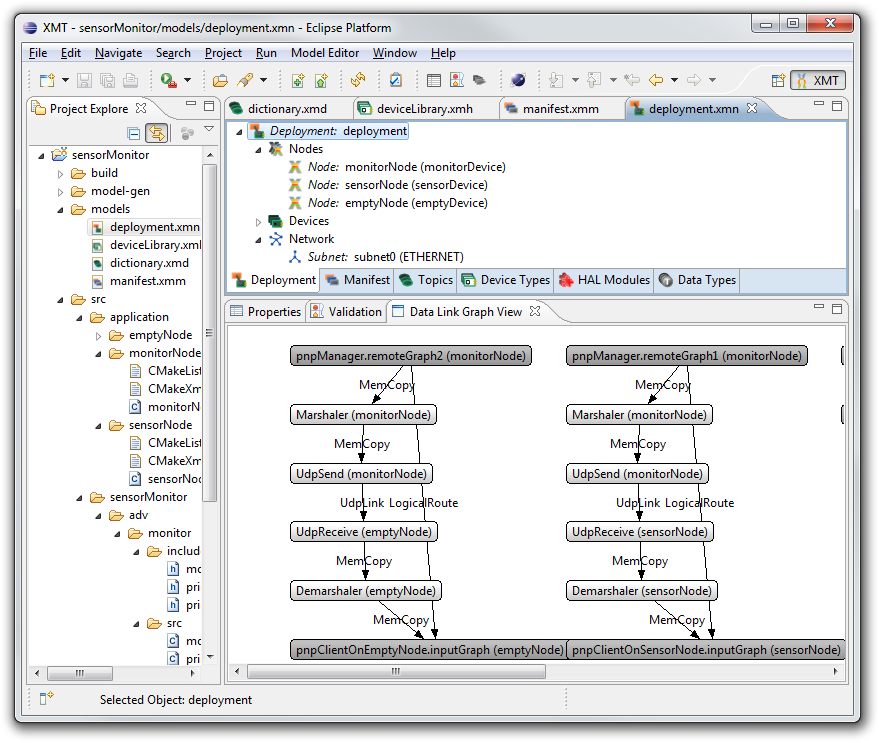 XMT - sensorMonitor/models/deployment.xmn - Eclipse Platform
File Edit Navigate Search Project Run Model Editor Window Help
XMT
Project Explore
dictionary.xmd deviceLibrary.xmh manifest.xmm deployment.xmn
sensorMonitor
build
model-gen
models
deployment.xmn
deviceLibrary.xml
dictionary.xmd
manifest.xmm
src
application
emptyNode
monitorNode
CMakeList
CMakeXm
monitorN
sensorNode
CMakeList
CMakeXm
sensorNoc
sensorMonitor
adv
monitor
includ
mc
pri
pri
src
mc
pri
Deployment: deployment
Nodes
Node: monitorNode (monitorDevice)
Node: sensorNode (sensorDevice)
Node: emptyNode (emptyDevice)
Devices
Network
Subnet: subnet0 (ETHERNET)
Deployment Manifest Topics Device Types HAL Modules Data Types
Properties Validation Data Link Graph View
pnpManager.remoteGraph2 (monitorNode) pnpManager.remoteGraph1 (monitorNode)
MemCopy MemCopy
Marshaler (monitorNode) Marshaler (monitorNode)
MemCopy MemCopy
UdpSend (monitorNode) UdpSend (monitorNode)
UdpLink LogicalRoute UdpLink LogicalRoute
UdpReceive (emptyNode) UdpReceive (sensorNode)
MemCopy MemCopy
Demarshaler (emptyNode) Demarshaler (sensorNode)
MemCopy MemCopy
pnpClientOnEmptyNode.inputGraph (emptyNode) pnpClientOnSensorNode.inputGraph (sensorNode)
Selected Object: deployment